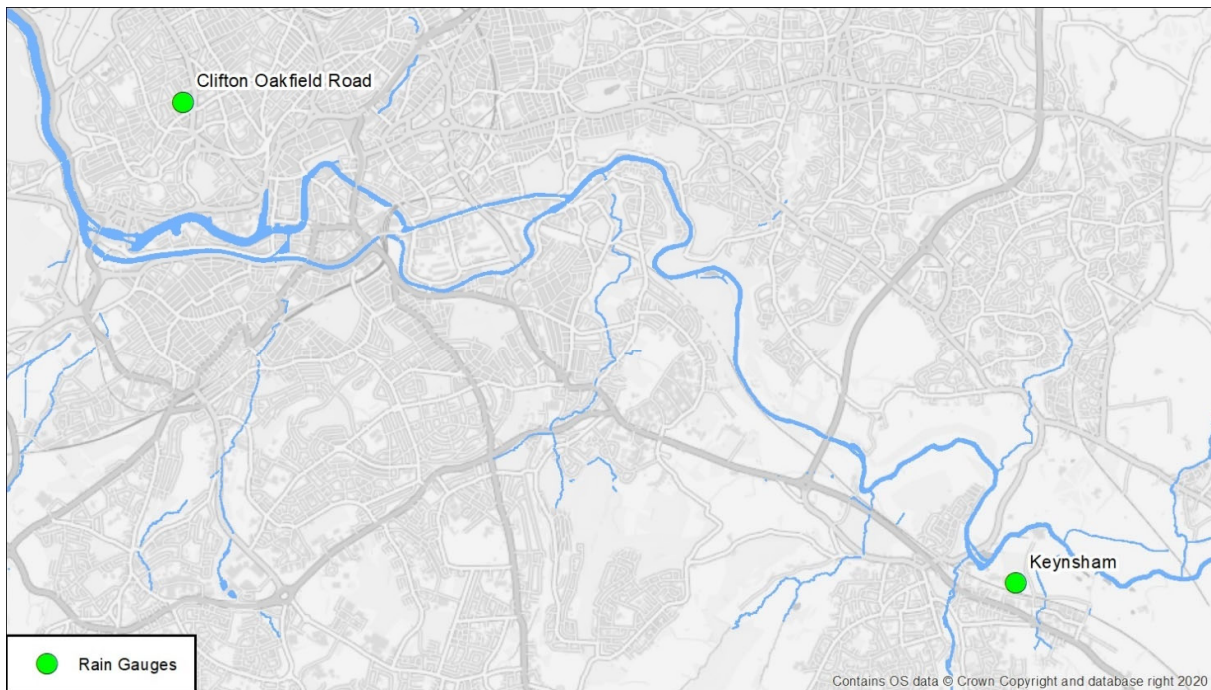 Clifton Oakfield Road
Keynsham
Rain Gauges
Contains OS data © Crown Copyright and database right 2020